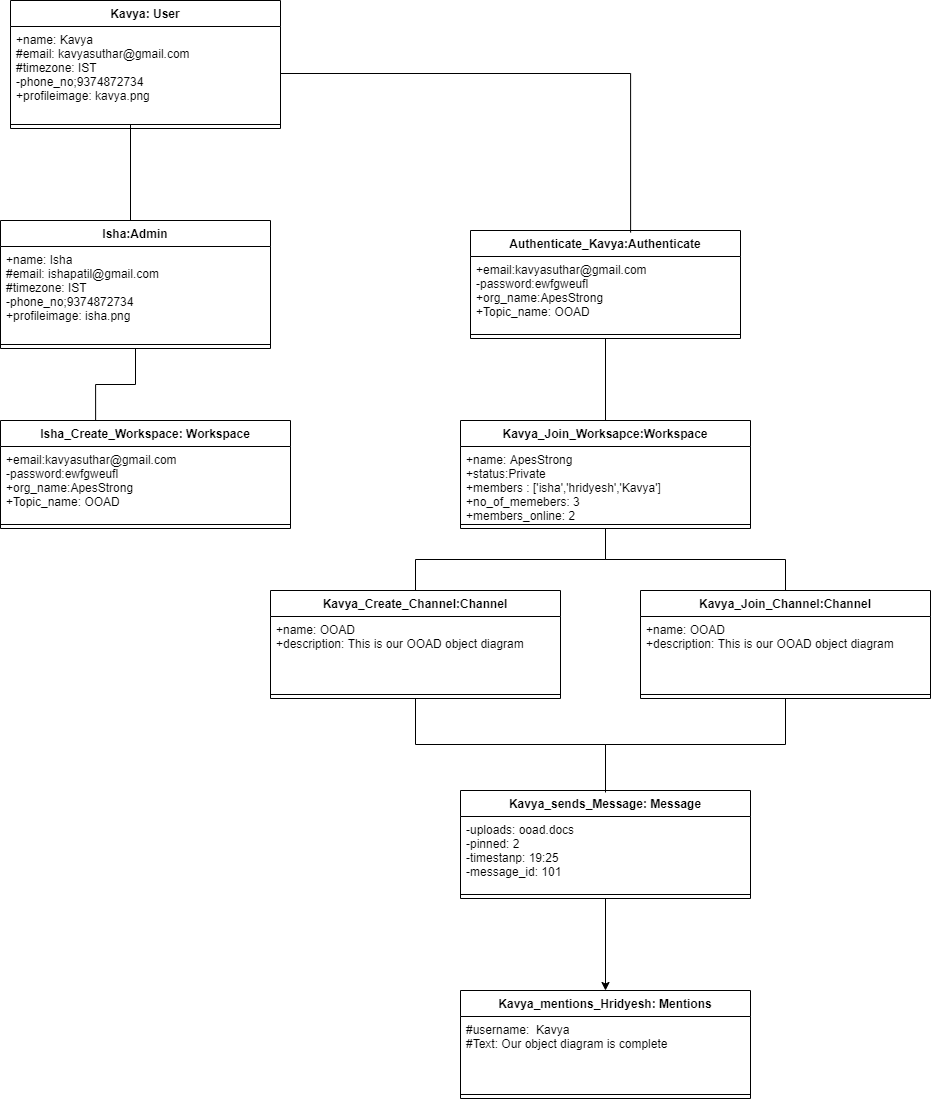 Kavya: User
+name: Kavya
#email: kavyasuthar@gmail.com
#timezone: IST
-phone_no;9374872734
+profileimage: kavya.png
Isha:Admin
+name: Isha
#email: ishapatil@gmail.com
#timezone: IST
-phone_no;9374872734
+profileimage: isha.png
Authenticate_Kavya:Authenticate
+email:kavyasuthar@gmail.com
-password:ewfgweufl
+org_name:ApesStrong
+Topic_name: OOAD
Isha_Create_Workspace: Workspace
+email:kavyasuthar@gmail.com
-password:ewfgweufl
+org_name:ApesStrong
+Topic_name: OOAD
Kavya_Join_Worksapce:Workspace
+name: ApesStrong
+status:Private
+members : ['isha','hridyesh','Kavya']
+no_of_memebers: 3
+members_online: 2
Kavya_Create_Channel:Channel
+name: OOAD
+description: This is our OOAD object diagram
Kavya_Join_Channel:Channel
+name: OOAD
+description: This is our OOAD object diagram
Kavya_sends_Message: Message
-uploads: ooad.docs
-pinned: 2
-timestanp: 19:25
-message_id: 101
Kavya_mentions_Hridyesh: Mentions
#username:  Kavya
#Text: Our object diagram is complete